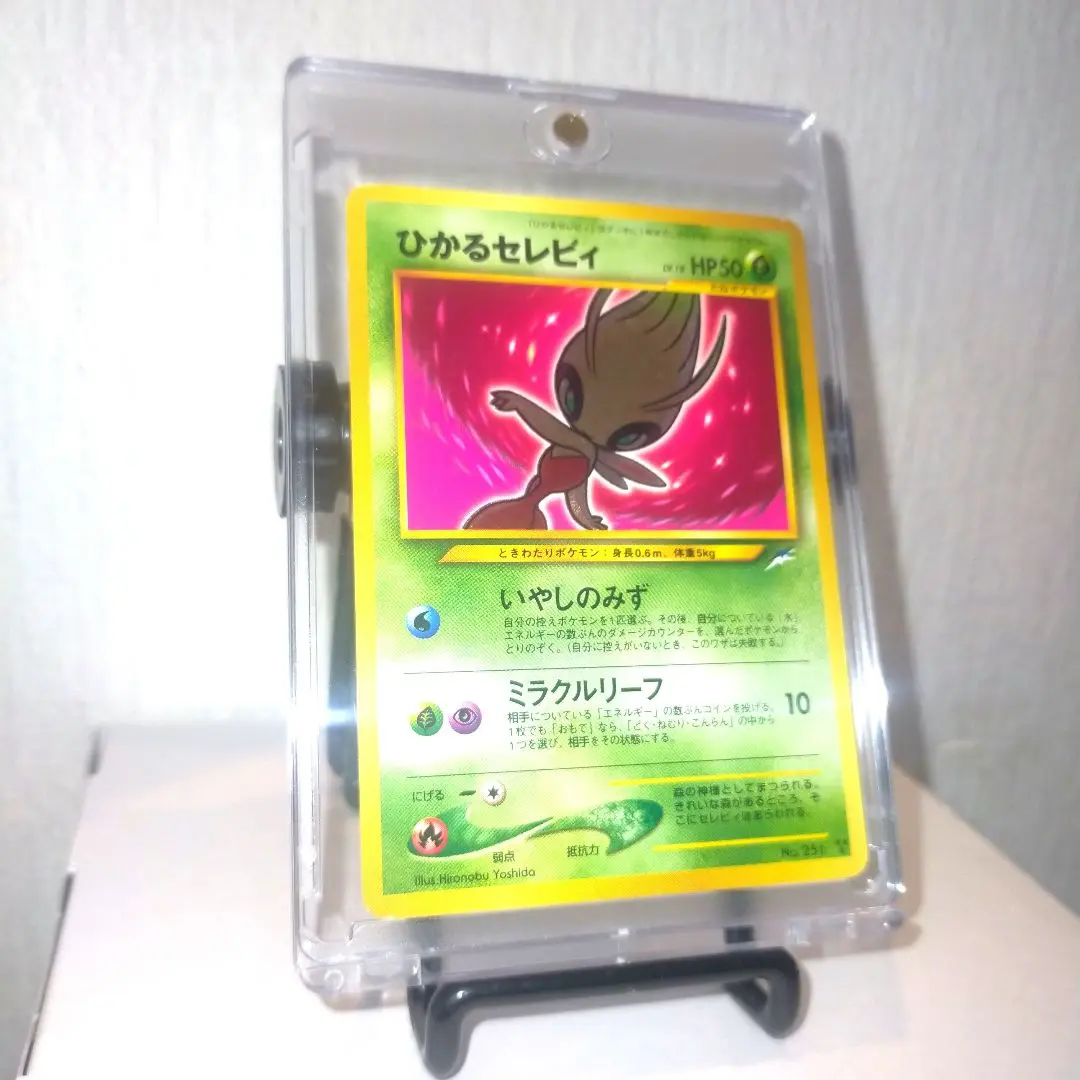 ひかるセレビィ
LV.18 HP50
たねポケモン
ときわたりポケモン：身長0.6m、体重5kg
いやしのみず
自分の控えポケモンを1匹選ぶ。その後、自分についている「水」
エネルギーの数ぶんのダメージカウンターを、選んだポケモンから
とりのぞく。（自分に控えがいないとき、このワザは失敗する。）
ミラクルリーフ
10
相手についている「エネルギー」の数ぶんコインを投げる。
1枚でも「おもて」なら、「どく・ねむり・こんらん」の中から
1つを選び、相手をその状態にする。
にげる
弱点
抵抗力
森の神様としてまつられる。
きれいな森があるところ、そ
こにセレビィはあらわれる。
No. 251
Illus.Hironobu Yoshida